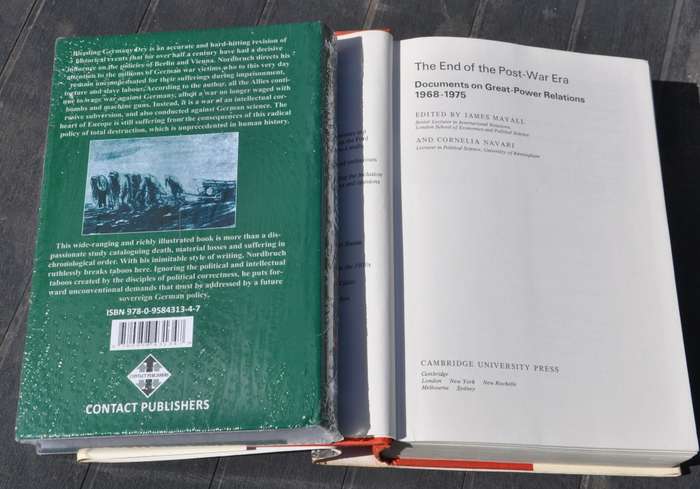 Bleeding Germany Dry is an accurate and hard-hitting revision of
historical events that for over half a century have had a decisive
influence on the policies of Berlin and Vienna. Nordbruch directs his
attention to the millions of German war victims who to this very day
remain uncompensated for their sufferings during imprisonment,
torture and slave labour. According to the author, all the Allies conti-
nue to wage war against Germany, albeit a war no longer waged with
bombs and machine guns. Instead, it is a war of an intellectual cor-
rosive subversion, and also conducted against German science. The
heart of Europe is still suffering from the consequences of this radical
policy of total destruction, which is unprecedented in human history.
This wide-ranging and richly illustrated book is more than a dis-
passionate study cataloguing death, material losses and suffering in
chronological order. With his inimitable style of writing, Nordbruch
ruthlessly breaks taboos here. Ignoring the political and intellectual
taboos created by the disciples of political correctness, he puts for-
ward unconventional demands that must be addressed by a future
sovereign German policy.
ISBN 978-0-9584313-4-7
CONTACT PUBLISHERS
CONTACT PUBLISHERS
The End of the Post-War Era
Documents on Great-Power Relations
1968-1975
EDITED BY JAMES MAYALL
Senior Lecturer in International Relations,
London School of Economics and Political Science
AND CORNELIA NAVARI
Lecturer in Political Science, University of Birmingham
CAMBRIDGE UNIVERSITY PRESS
Cambridge
London New York New Rochelle
Melbourne Sydney